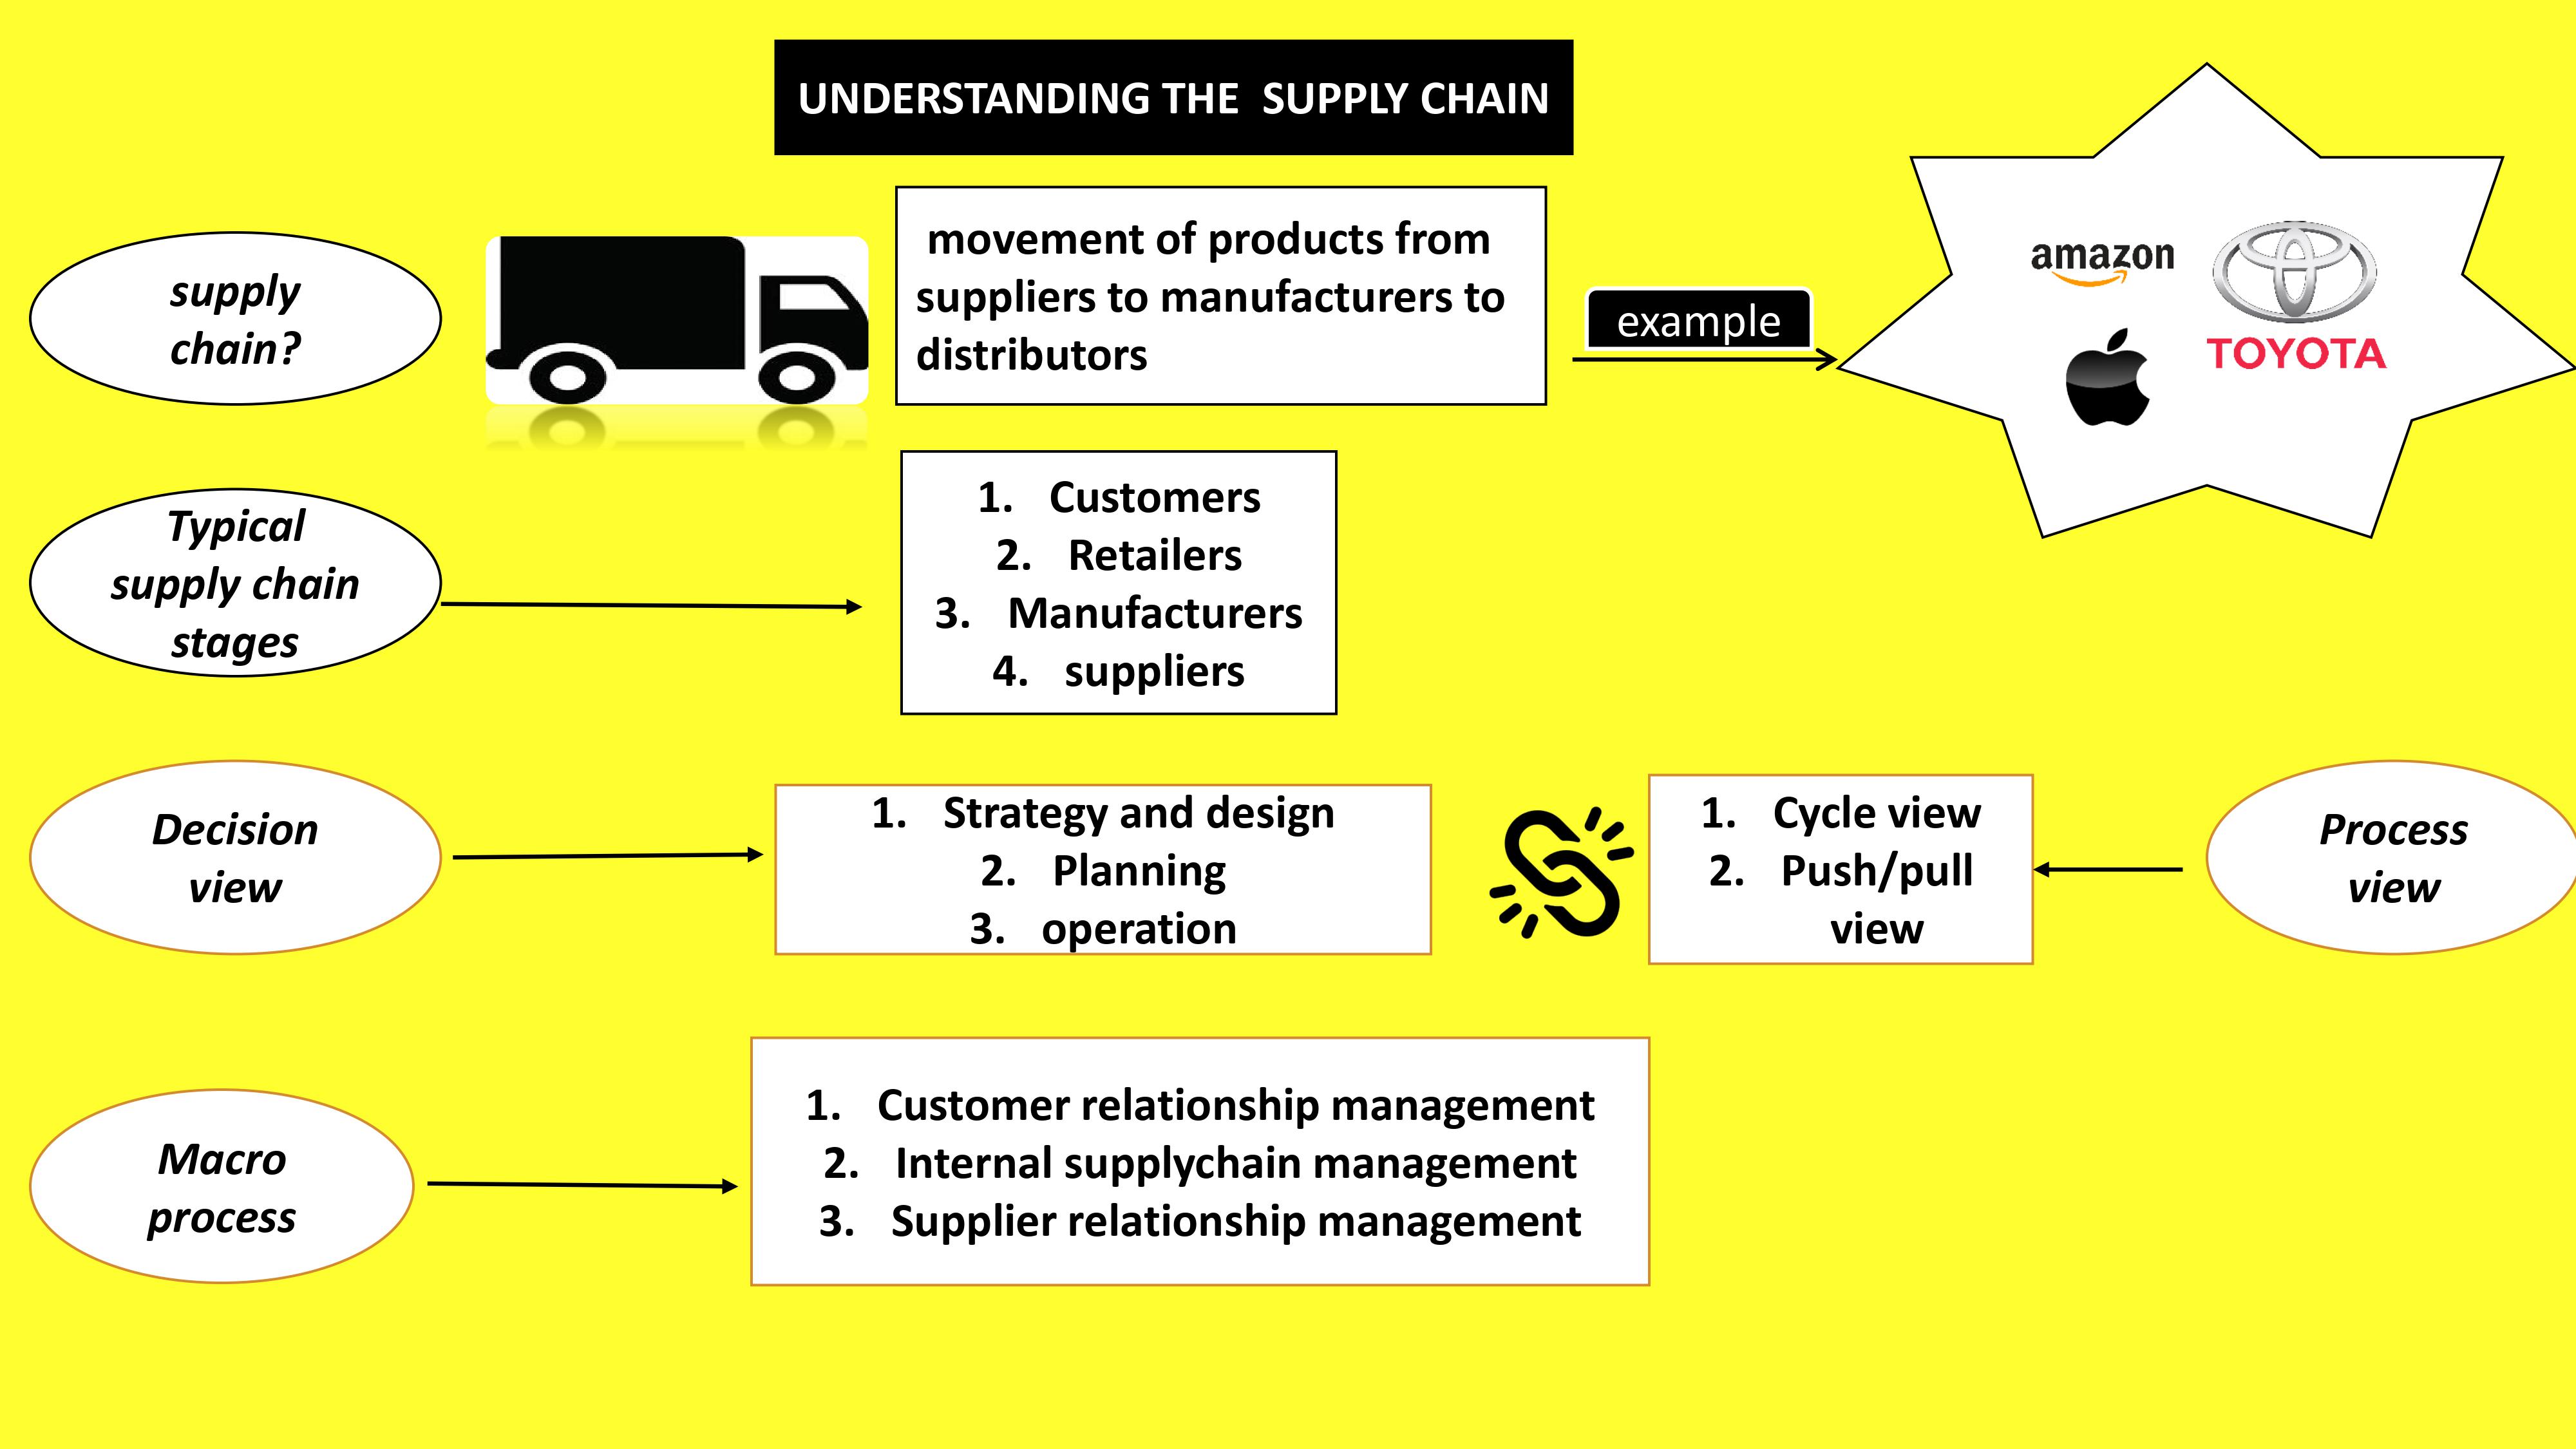 UNDERSTANDING THE  SUPPLY CHAIN
supply
chain?
movement of products from
suppliers to manufacturers to
distributors
example
amazon
TOYOTA
Typical
supply chain
stages
1. Customers
2. Retailers
3. Manufacturers
4. suppliers
Decision
view
1. Strategy and design
2. Planning
3. operation
1. Cycle view
2. Push/pull
view
Process
view
Macro
process
1. Customer relationship management
2. Internal supplychain management
3. Supplier relationship management